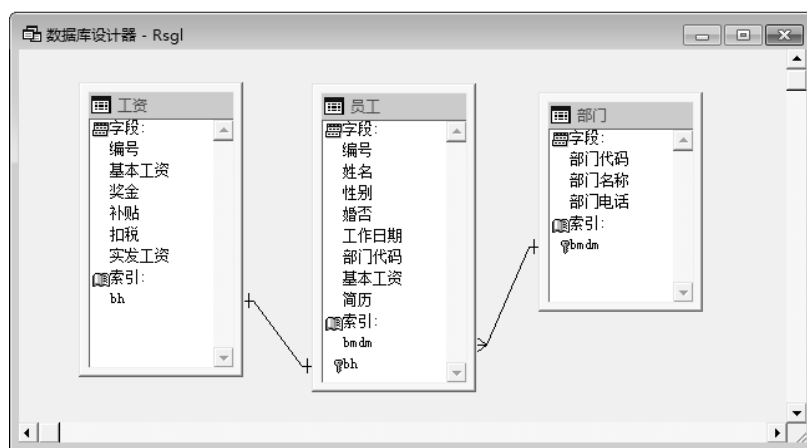 数据库设计器 - Rsgl
工资
字段:
编号
基本工资
奖金
补贴
扣税
实发工资
索引:
bh
员工
字段:
编号
姓名
性别
婚否
工作日期
部门代码
基本工资
简历
索引:
bmdm
bh
部门
字段:
部门代码
部门名称
部门电话
索引:
bmdm